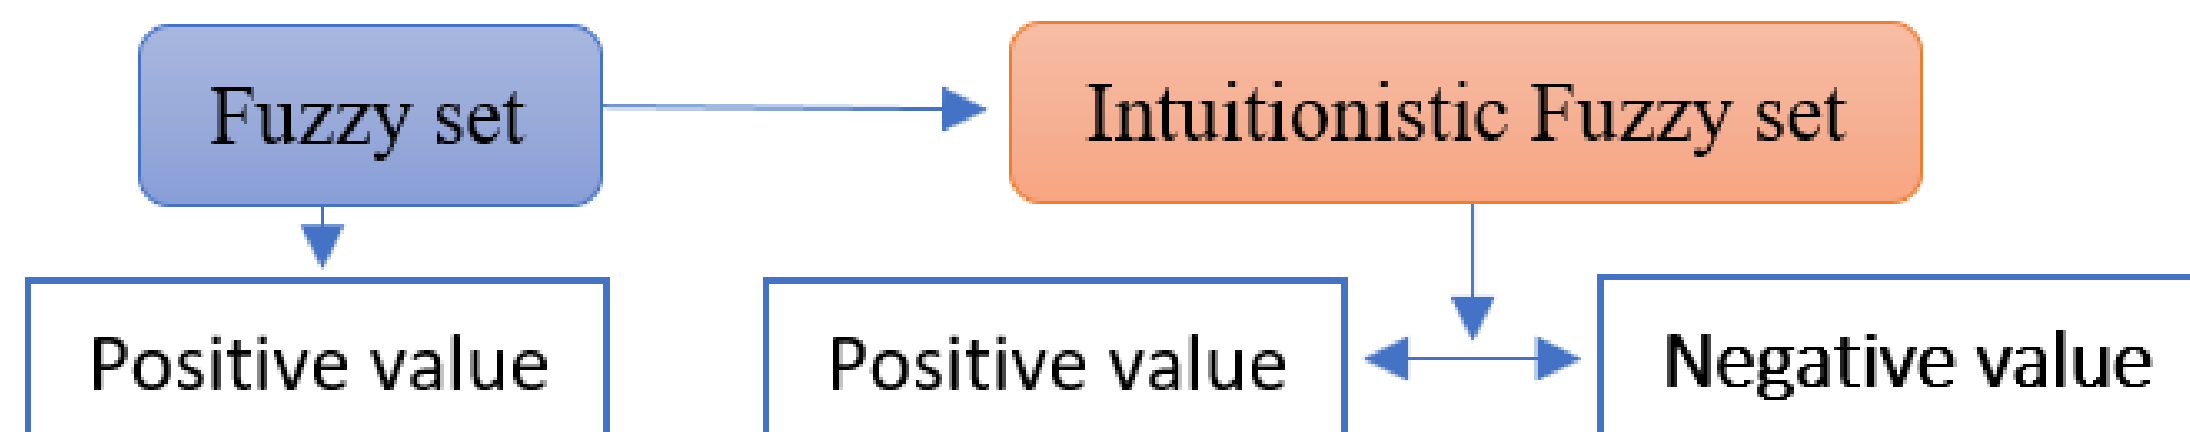 Fuzzy set
Intuitionistic Fuzzy set
Positive value
Positive value
Negative value